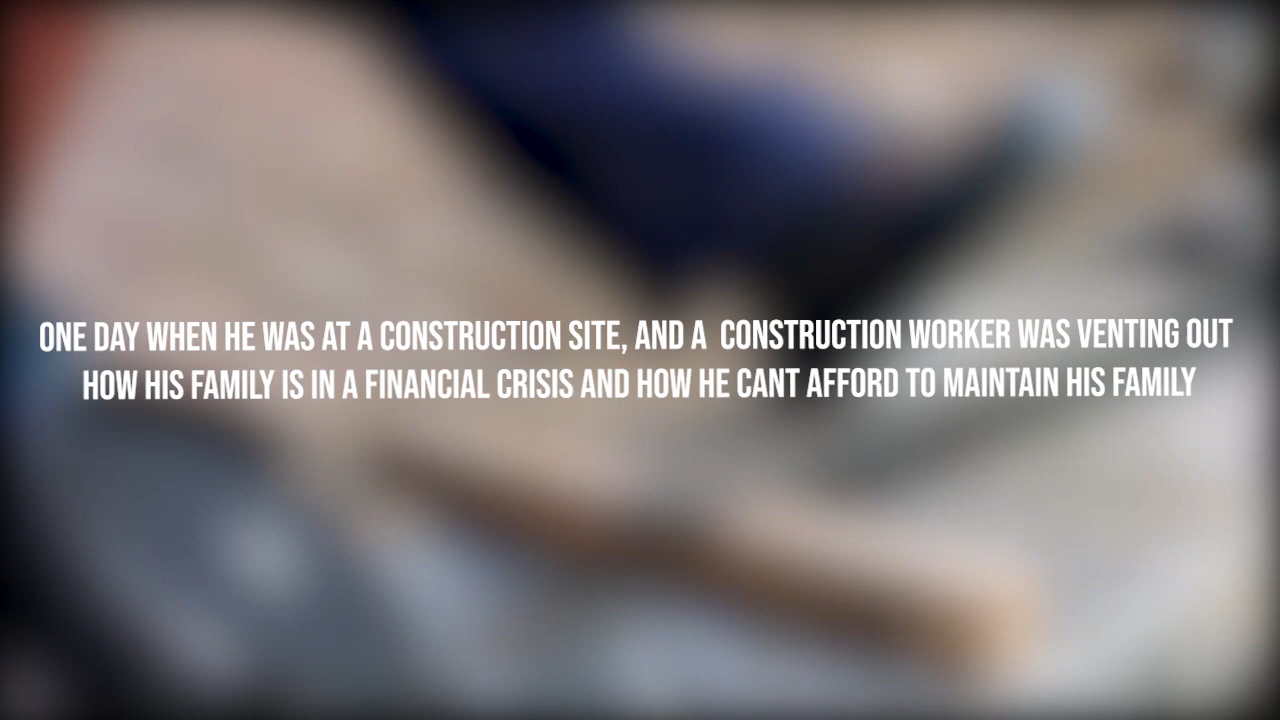 ONE DAY WHEN HE WAS AT A CONSTRUCTION SITE, AND A  CONSTRUCTION WORKER WAS VENTING OUT
HOW HIS FAMILY IS IN A FINANCIAL CRISIS AND HOW HE CANT AFFORD TO MAINTAIN HIS FAMILY